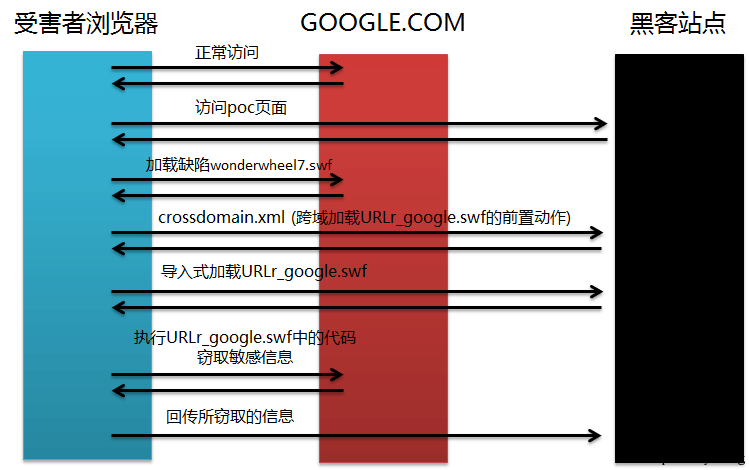 受害者浏览器 GOOGLE.COM 黑客站点
正常访问
访问poc页面
加载缺陷wonderwheel7.swf
crossdomain.xml (跨域加载URLr_google.swf的前置动作)
导入式加载URLr_google.swf
执行URLr_google.swf中的代码
窃取敏感信息
回传所窃取的信息